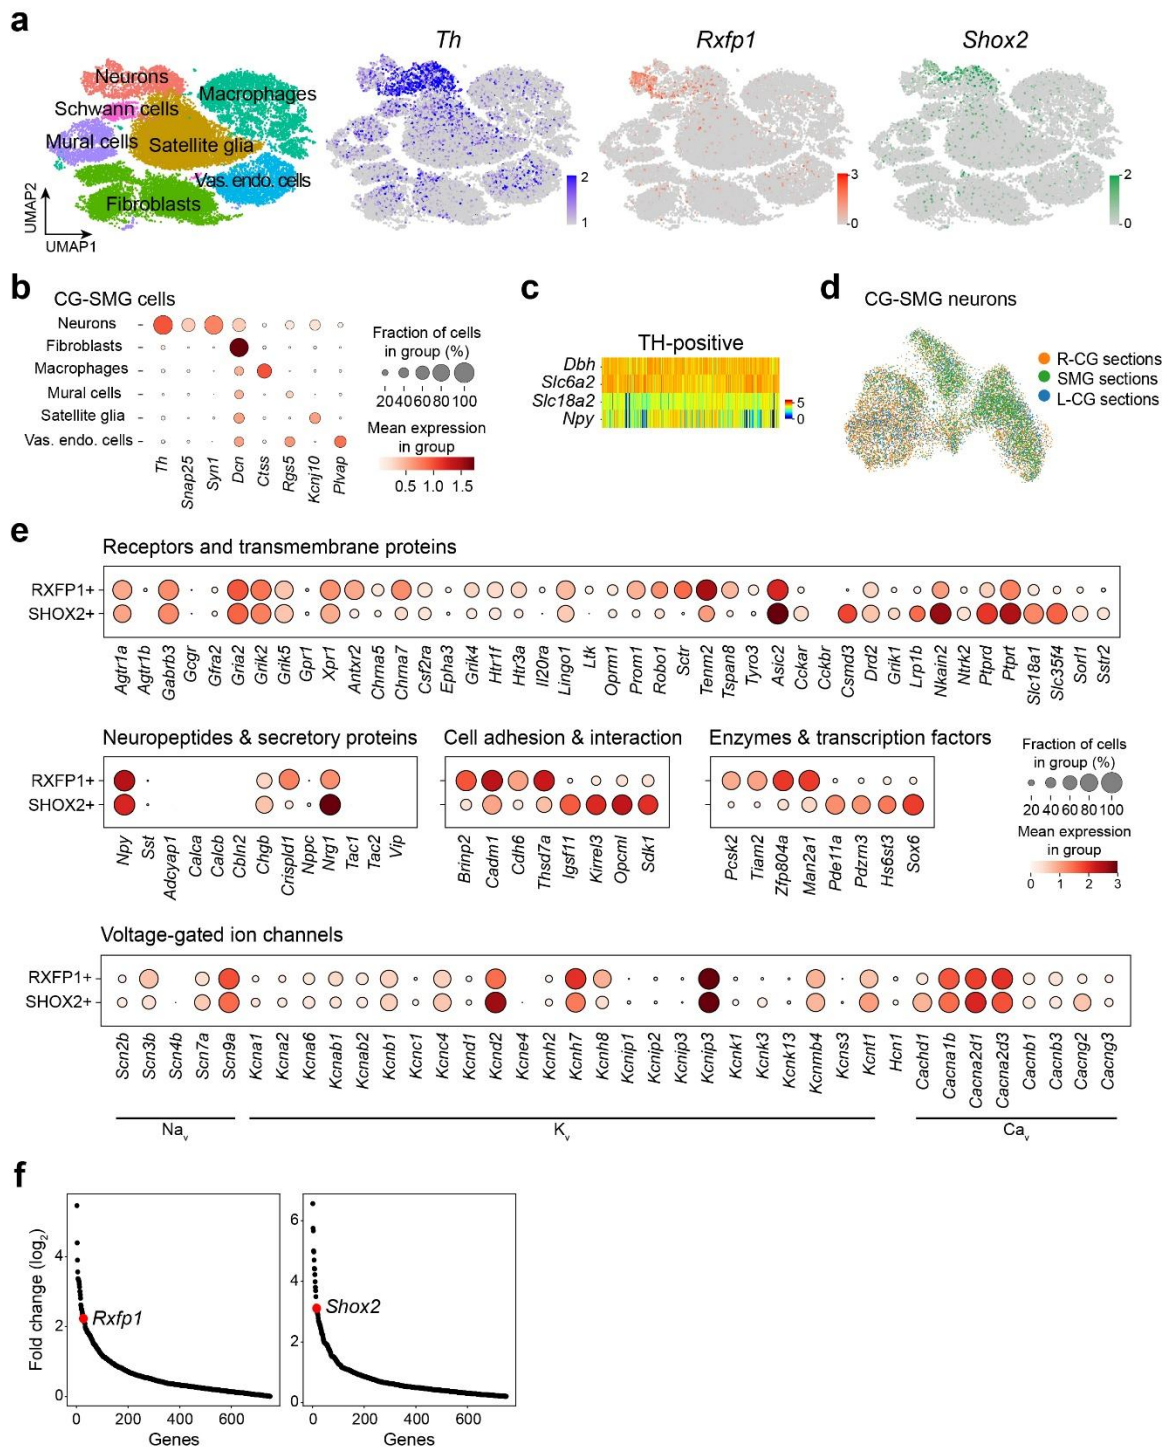 a
Th
Rxfp1
Shox2
Neurons
Macrophages
Schwann cells
Mural cells
Satellite glia
Vas. endo. cells
Fibroblasts
UMAP2
UMAP1
2
1
3
0
2
0
b
CG-SMG cells
Neurons
Fibroblasts
Macrophages
Mural cells
Satellite glia
Vas. endo. cells
Th
Snap25
Syn1
Dcn
Ctss
Rgs5
Kcnj10
Plvap
Fraction of cells
in group (%)
20 40 60 80 100
Mean expression
in group
0.5 1.0 1.5
c
TH-positive
Dbh
Slc6a2
Slc18a2
Npy
5
0
d
CG-SMG neurons
R-CG sections
SMG sections
L-CG sections
e
Receptors and transmembrane proteins
RXFP1+
SHOX2+
Agtr1a
Agtr1b
Gabrb3
Gcgr
Gfra2
Gria2
Grik2
Grik5
Gpr1
Xpr1
Antxr2
Chrna5
Chrna7
Csf2ra
Epha3
Grik4
Htr1f
Htr3a
Il20ra
Lingo1
Ltk
Oprm1
Prom1
Robo1
Sctr
Tenm2
Tspan8
Tyro3
Asic2
Cckar
Cckbr
Csmd3
Drd2
Grik1
Lrp1b
Nkain2
Ntrk2
Ptprd
Ptprt
Slc18a1
Slc35f4
Sorl1
Sstr2
Neuropeptides & secretory proteins
RXFP1+
SHOX2+
Npy
Sst
Adcyap1
Calca
Calcb
Cbln2
Chgb
Crispld1
Nppc
Nrg1
Tac1
Tac2
Vip
Cell adhesion & interaction
Brinp2
Cadm1
Cdh6
Thsd7a
Igsf11
Kirrel3
Opcml
Sdk1
Enzymes & transcription factors
Pcsk2
Tiam2
Zfp804a
Man2a1
Pde11a
Pdzrn3
Hs6st3
Sox6
Fraction of cells
in group (%)
20 40 60 80 100
Mean expression
in group
0 1 2 3
Voltage-gated ion channels
RXFP1+
SHOX2+
Scn2b
Scn3b
Scn4b
Scn7a
Scn9a
Kcna1
Kcna2
Kcna6
Kcnab1
Kcnab2
Kcnb1
Kcnc1
Kcnc4
Kcnd1
Kcnd2
Kcne4
Kcnh2
Kcnh7
Kcnh8
Kcnip1
Kcnip2
Kcnip3
Kcnip3
Kcnk1
Kcnk3
Kcnk13
Kcnmb4
Kcns3
Kcnt1
Hcn1
Cachd1
Cacna1b
Cacna2d1
Cacna2d3
Cacnb1
Cacnb3
Cacng2
Cacng3
Nav
Kv
Cav
f
Fold change (log2)
4
2
0
Rxfp1
0 200 400 600
Genes
6
4
2
0
Shox2
0 200 400 600
Genes